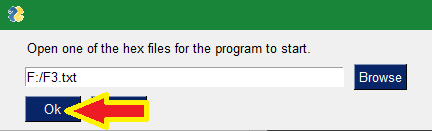 Open one of the hex files for the program to start.
F:/F3.txt
Browse
Ok